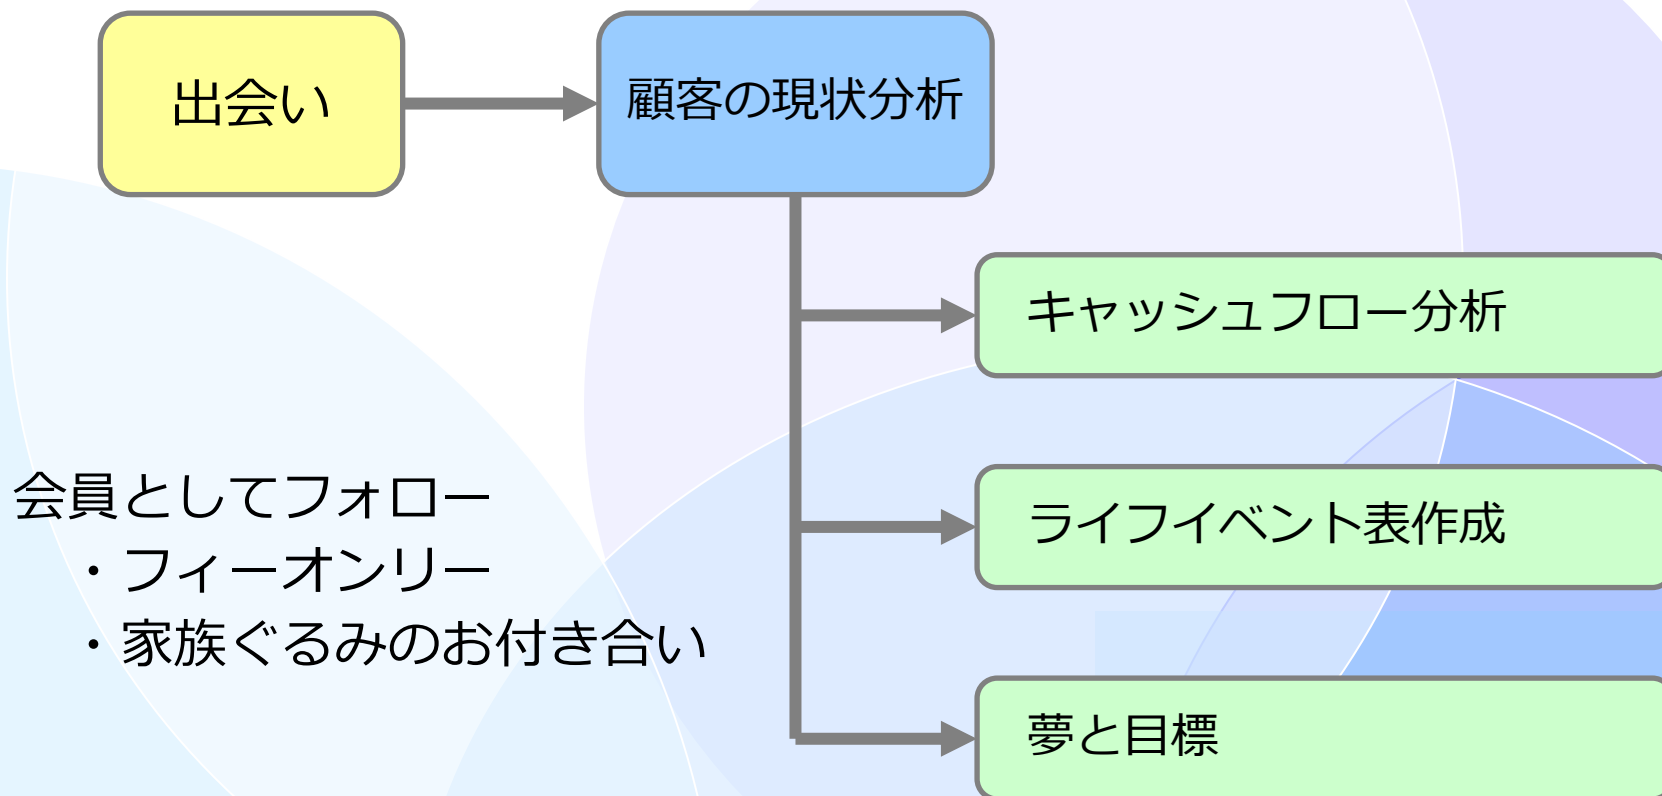 出会い
顧客の現状分析
キャッシュフロー分析
ライフイベント表作成
夢と目標
会員としてフォロー
・フィーオンリー
・家族ぐるみのお付き合い